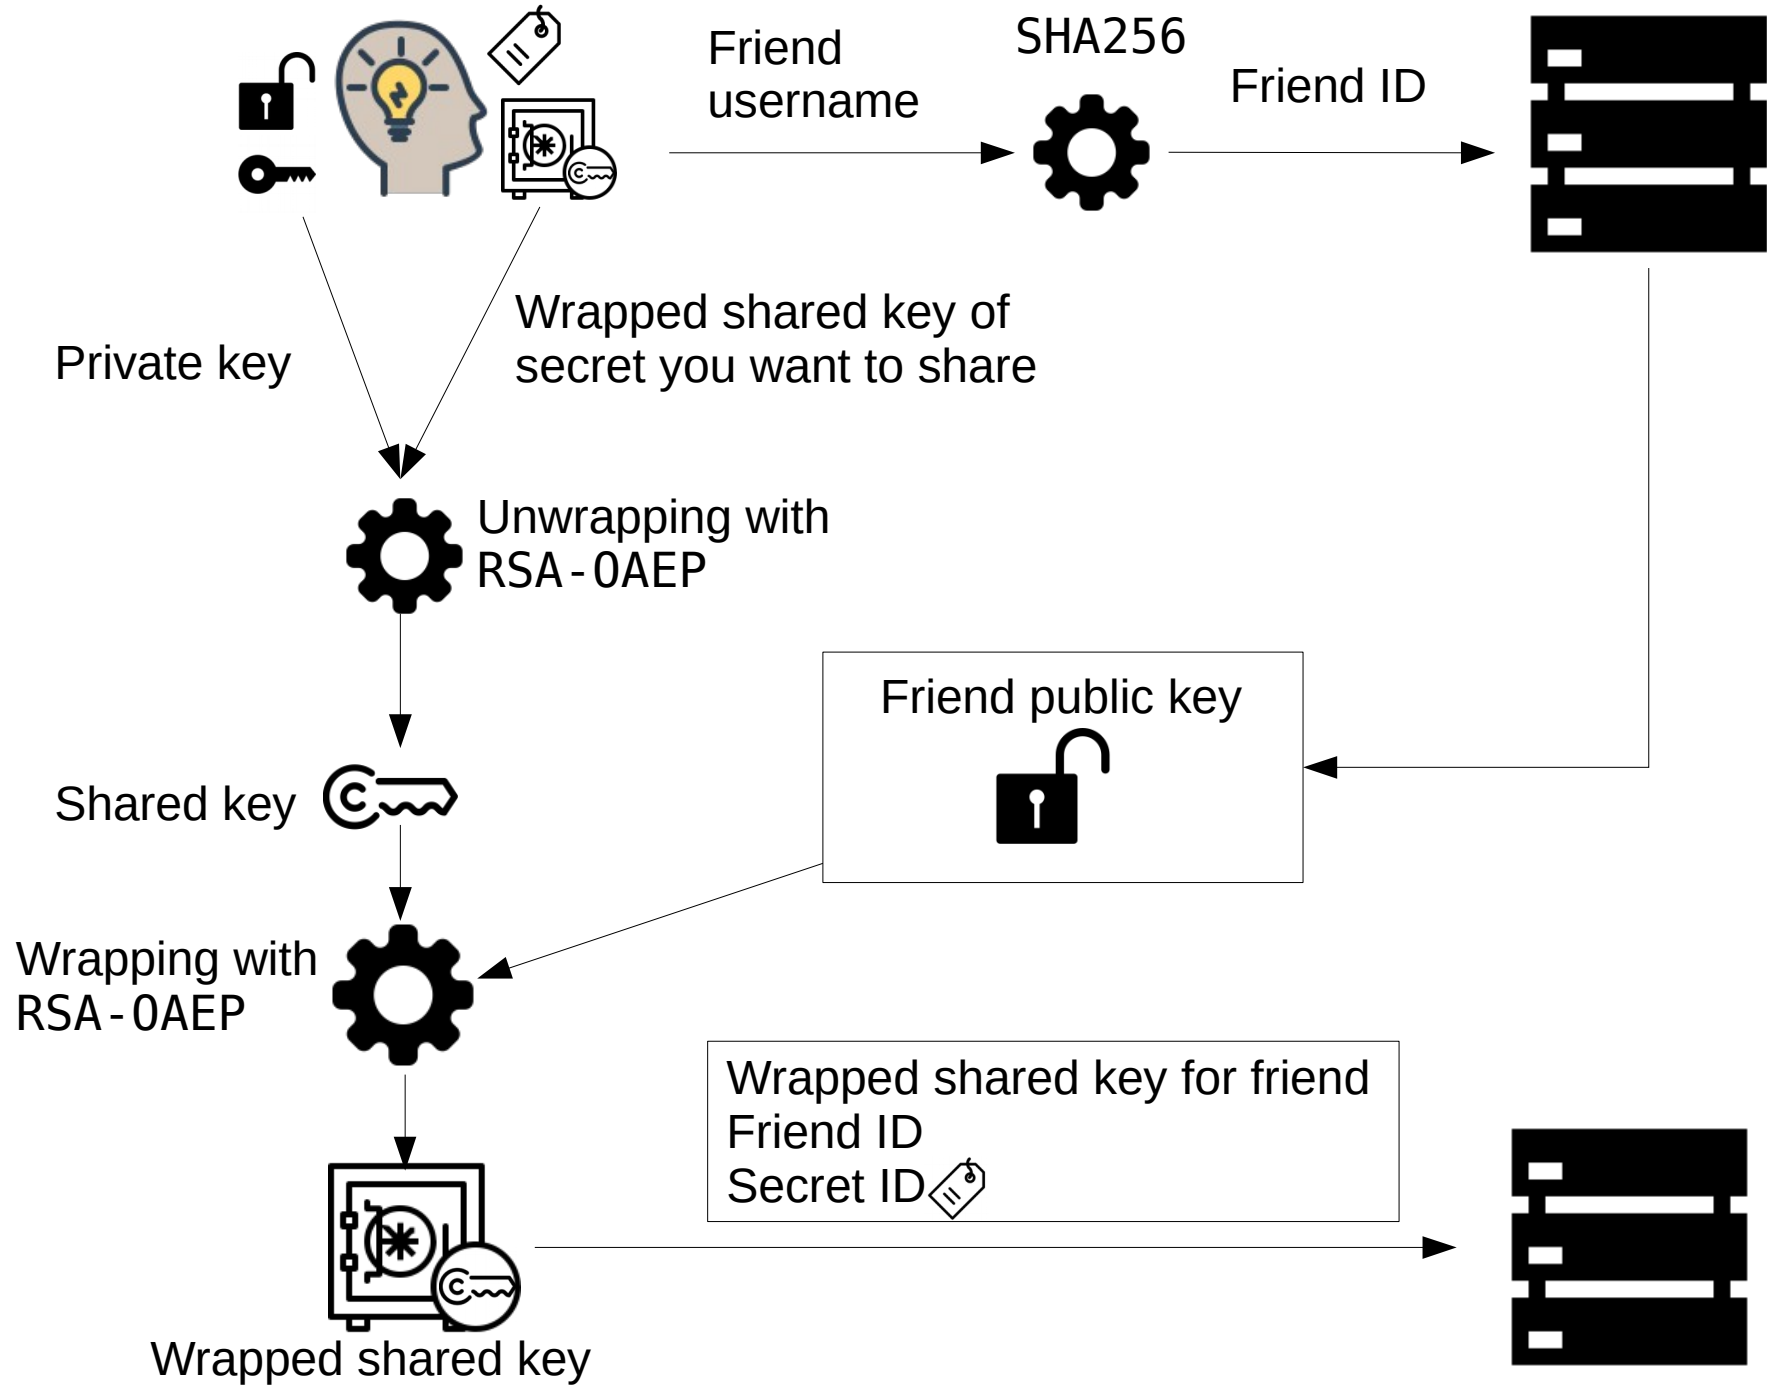 Friend
username
SHA256
Friend ID
Private key
Wrapped shared key of
secret you want to share
Unwrapping with
RSA-OAEP
Friend public key
Shared key
Wrapping with
RSA-OAEP
Wrapped shared key for friend
Friend ID
Secret ID
Wrapped shared key